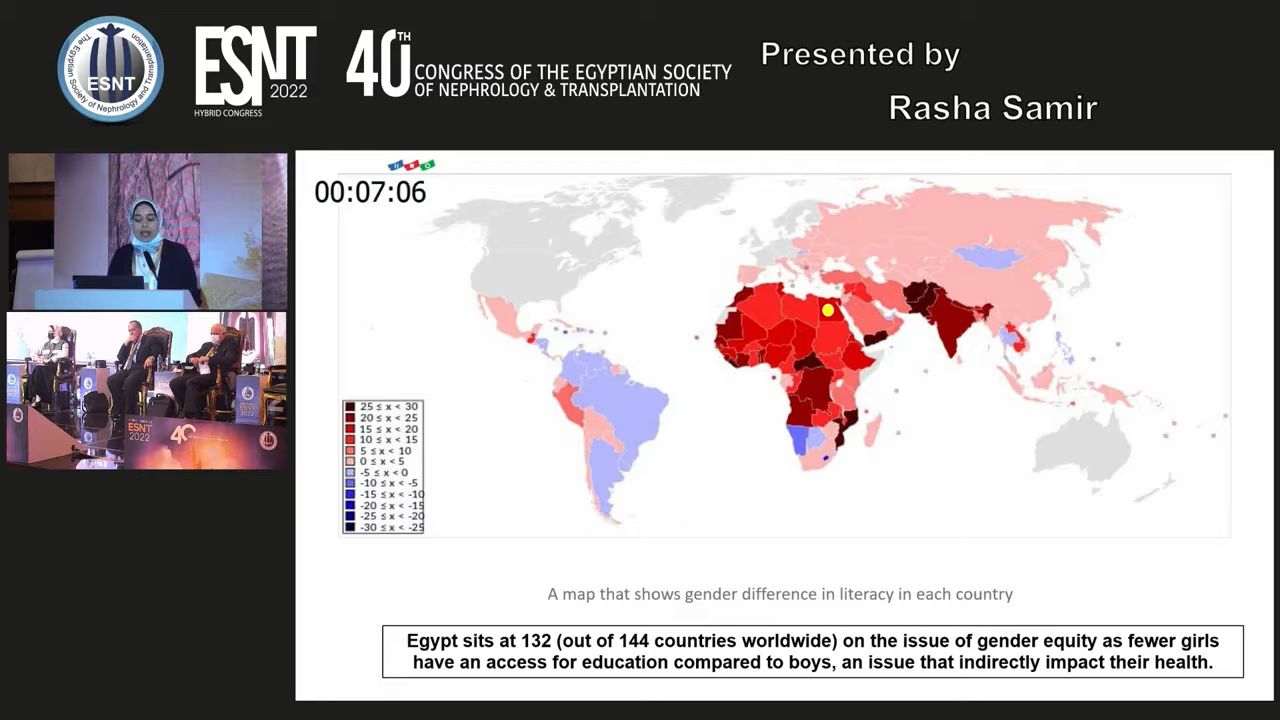 The Egyptian
Society of Nephrology and Transplantation
ESNT
ESNT
2022
HYBRID CONGRESS
40TH
CONGRESS OF THE EGYPTIAN SOCIETY
OF NEPHROLOGY & TRANSPLANTATION
Presented by
Rasha Samir
00:07:06
25 ≤ x < 30
20 ≤ x < 25
15 ≤ x < 20
10 ≤ x < 15
5 ≤ x < 10
0 ≤ x < 5
-5 ≤ x < 0
-10 ≤ x < -5
-15 ≤ x < -10
-20 ≤ x < -15
-25 ≤ x < -20
-30 ≤ x < -25
A map that shows gender difference in literacy in each country
Egypt sits at 132 (out of 144 countries worldwide) on the issue of gender equity as fewer girls
have an access for education compared to boys, an issue that indirectly impact their health.
ESNT
2022
40